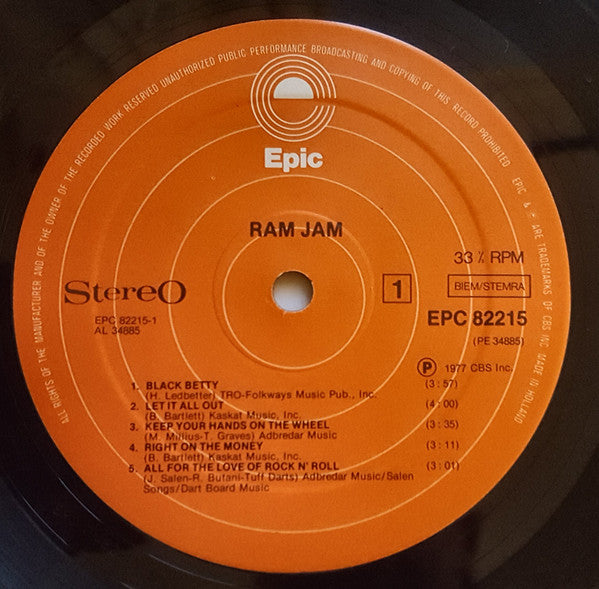 ALL RIGHTS OF THE MANUFACTURER AND OF THE OWNER OF THE RECORDED WORK RESERVED UNAUTHORIZED PUBLIC PERFORMANCE BROADCASTING AND COPYING OF THIS RECORD PROHIBITED EPIC & ℗ ARE TRADEMARKS OF CBS INC MADE IN HOLLAND
Epic
RAM JAM
33 ⅓ RPM
Stereo
1
BIEM/STEMRA
EPC 82215-1
AL 34885
EPC 82215
(PE 34885)
℗ 1977 CBS Inc.
1. BLACK BETTY (3:57)
(H. Ledbetter) TRO-Folkways Music Pub., Inc.
2. LET IT ALL OUT (4:00)
(B. Bartlett) Kaskat Music, Inc.
3. KEEP YOUR HANDS ON THE WHEEL (3:35)
(M. Millius-T. Graves) Adbredar Music
4. RIGHT ON THE MONEY (3:11)
(B. Bartlett) Kaskat Music, Inc.
5. ALL FOR THE LOVE OF ROCK N' ROLL (3:01)
(J. Salen-R. Butani-Tuff Darts) Adbredar Music/Salen
Songs/Dart Board Music